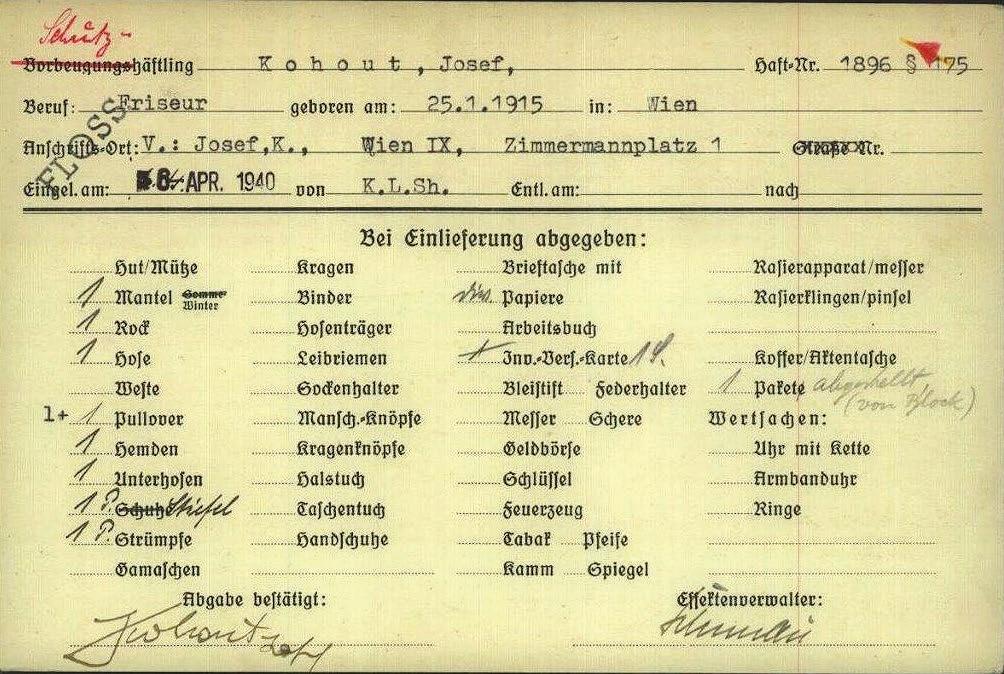 Schutz-
Vorbeugungshäftling K o h o u t , Josef, Haft-Nr. 1896 § 175
Beruf: Friseur geboren am: 25.1.1915 in: Wien
FLOSS
Anschrifts-Ort: V.: Josef,K., Wien IX, Zimmermannplatz 1 Straße Nr.
Eingel. am: 6. APR. 1940 von K.L.Sh. Entl. am: nach
Bei Einlieferung abgegeben:
Hut/Mütze Kragen Brieftasche mit Rasierapparat/messer
1 Mantel Sommer Winter Binder div. Papiere Rasierklingen/pinsel
1 Rock Hosenträger Arbeitsbuch
1 Hose Leibriemen Inv.-Vers.-Karte Koffer/Aktentasche
Weste Sockenhalter Bleistift Federhalter 1 Pakete abgestellt
1+ 1 Pullover Mansch.-Knöpfe Messer Schere (von Block)
Wertsachen:
1 Hemden Kragenknöpfe Geldbörse Uhr mit Kette
1 Unterhosen Halstuch Schlüssel Armbanduhr
1 P. Schuhe Stiefel Taschentuch Feuerzeug Ringe
1 P. Strümpfe Handschuhe Tabak Pfeife
Gamaschen Kamm Spiegel
Abgabe bestätigt: Effektenverwalter:
Kohout